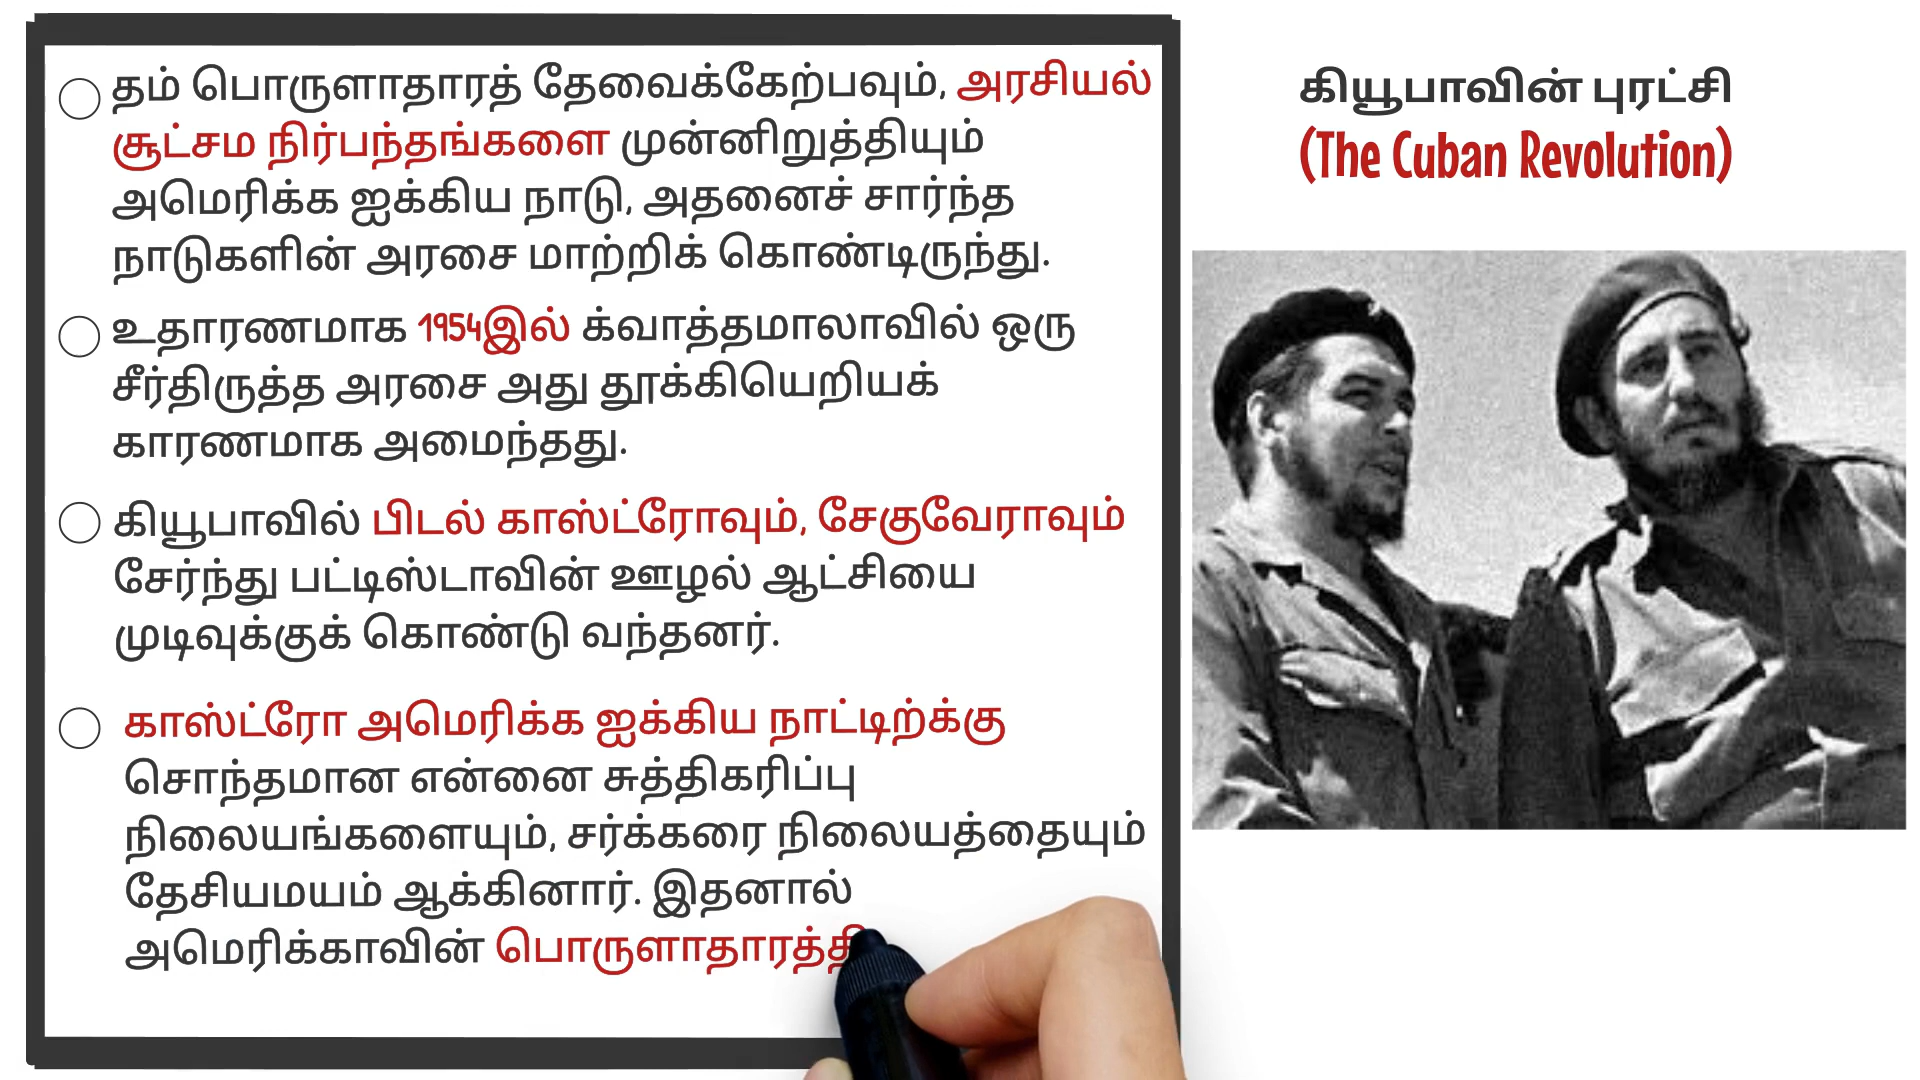 தம் பொருளாதாரத் தேவைக்கேற்பவும், அரசியல்
சூட்சம நிர்பந்தங்களை முன்னிறுத்தியும்
அமெரிக்க ஐக்கிய நாடு, அதனைச் சார்ந்த
நாடுகளின் அரசை மாற்றிக் கொண்டிருந்து.
உதாரணமாக 1954இல் க்வாத்தமாலாவில் ஒரு
சீர்திருத்த அரசை அது தூக்கியெறியக்
காரணமாக அமைந்தது.
கியூபாவில் பிடல் காஸ்ட்ரோவும், சேகுவேராவும்
சேர்ந்து பட்டிஸ்டாவின் ஊழல் ஆட்சியை
முடிவுக்குக் கொண்டு வந்தனர்.
காஸ்ட்ரோ அமெரிக்க ஐக்கிய நாட்டிற்க்கு
சொந்தமான என்னை சுத்திகரிப்பு
நிலையங்களையும், சர்க்கரை நிலையத்தையும்
தேசியமயம் ஆக்கினார். இதனால்
அமெரிக்காவின் பொருளாதாரத்தி
கியூபாவின் புரட்சி
(The Cuban Revolution)